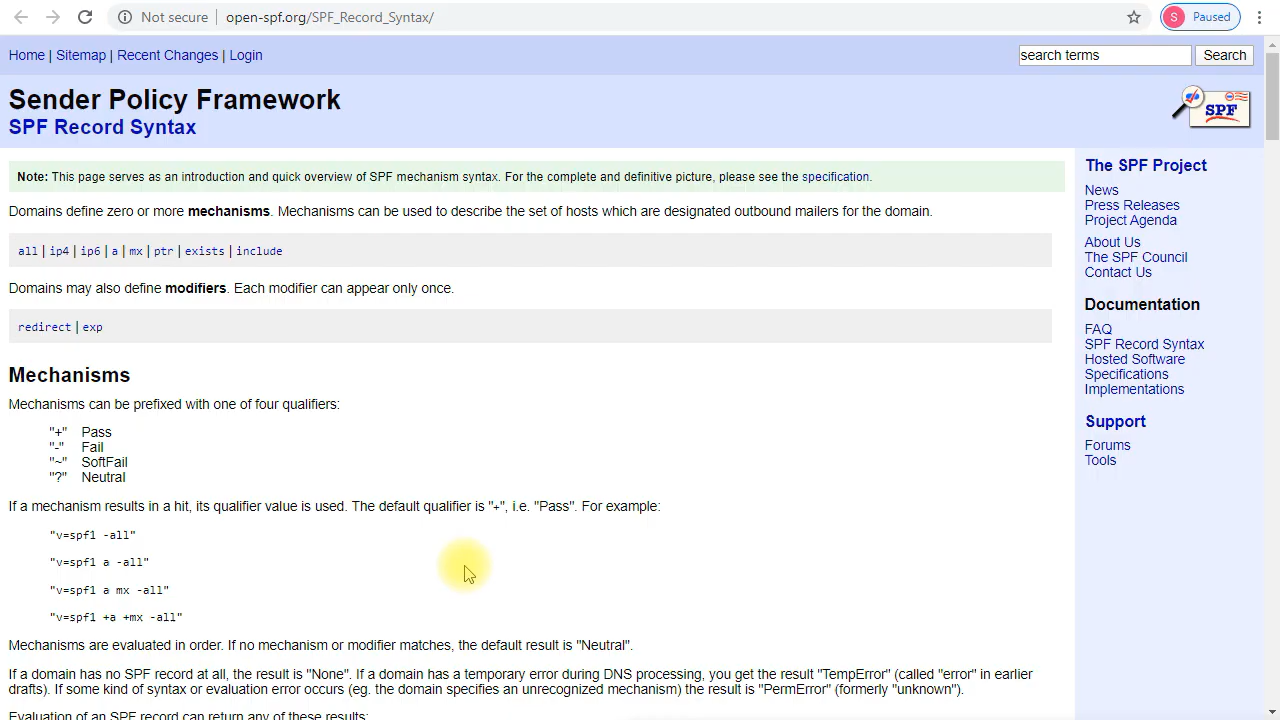 Not secure | open-spf.org/SPF_Record_Syntax/
S Paused
Home | Sitemap | Recent Changes | Login
search terms Search
Sender Policy Framework
SPF Record Syntax
SPF
Note: This page serves as an introduction and quick overview of SPF mechanism syntax. For the complete and definitive picture, please see the specification.
Domains define zero or more mechanisms. Mechanisms can be used to describe the set of hosts which are designated outbound mailers for the domain.
all | ip4 | ip6 | a | mx | ptr | exists | include
Domains may also define modifiers. Each modifier can appear only once.
redirect | exp
Mechanisms
Mechanisms can be prefixed with one of four qualifiers:
"+" Pass
"-" Fail
"~" SoftFail
"?" Neutral
If a mechanism results in a hit, its qualifier value is used. The default qualifier is "+", i.e. "Pass". For example:
"v=spf1 -all"
"v=spf1 a -all"
"v=spf1 a mx -all"
"v=spf1 +a +mx -all"
Mechanisms are evaluated in order. If no mechanism or modifier matches, the default result is "Neutral".
If a domain has no SPF record at all, the result is "None". If a domain has a temporary error during DNS processing, you get the result "TempError" (called "error" in earlier
drafts). If some kind of syntax or evaluation error occurs (eg. the domain specifies an unrecognized mechanism) the result is "PermError" (formerly "unknown").
Evaluation of an SPF record can return any of these results:
The SPF Project
News
Press Releases
Project Agenda
About Us
The SPF Council
Contact Us
Documentation
FAQ
SPF Record Syntax
Hosted Software
Specifications
Implementations
Support
Forums
Tools